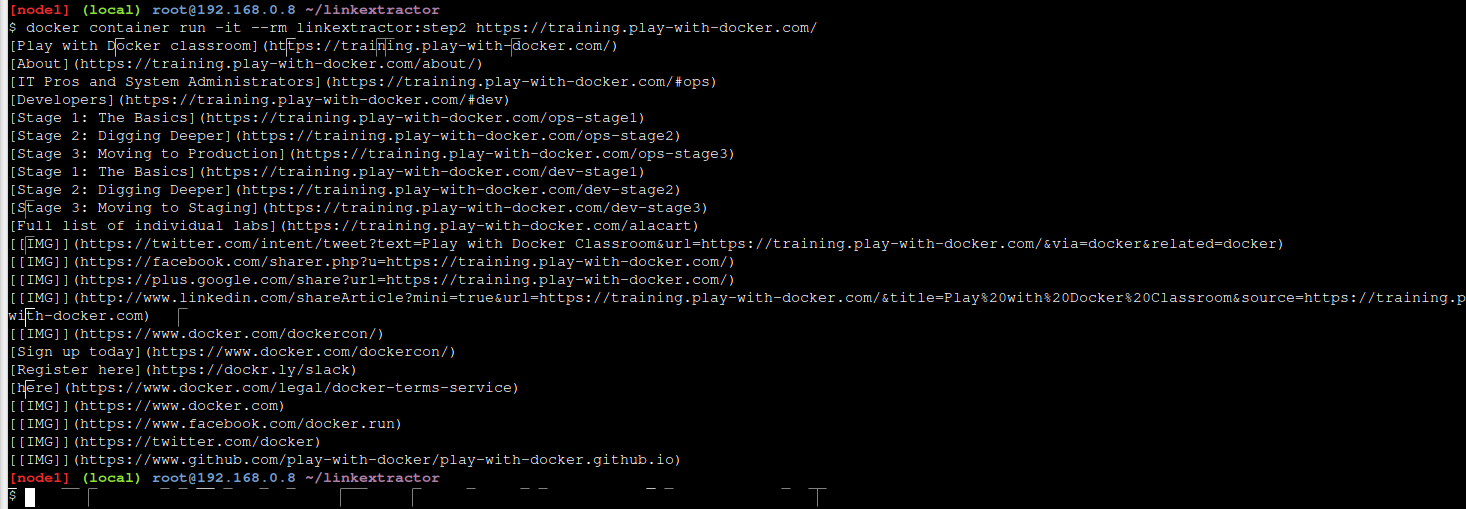 [node1] (local) root@192.168.0.8 ~/linkextractor
$ docker container run -it --rm linkextractor:step2 https://training.play-with-docker.com/
[Play with Docker classroom](https://training.play-with-docker.com/)
[About](https://training.play-with-docker.com/about/)
[IT Pros and System Administrators](https://training.play-with-docker.com/#ops)
[Developers](https://training.play-with-docker.com/#dev)
[Stage 1: The Basics](https://training.play-with-docker.com/ops-stage1)
[Stage 2: Digging Deeper](https://training.play-with-docker.com/ops-stage2)
[Stage 3: Moving to Production](https://training.play-with-docker.com/ops-stage3)
[Stage 1: The Basics](https://training.play-with-docker.com/dev-stage1)
[Stage 2: Digging Deeper](https://training.play-with-docker.com/dev-stage2)
[Stage 3: Moving to Staging](https://training.play-with-docker.com/dev-stage3)
[Full list of individual labs](https://training.play-with-docker.com/alacart)
[[IMG]](https://twitter.com/intent/tweet?text=Play with Docker Classroom&url=https://training.play-with-docker.com/&via=docker&related=docker)
[[IMG]](https://facebook.com/sharer.php?u=https://training.play-with-docker.com/)
[[IMG]](https://plus.google.com/share?url=https://training.play-with-docker.com/)
[[IMG]](http://www.linkedin.com/shareArticle?mini=true&url=https://training.play-with-docker.com/&title=Play%20with%20Docker%20Classroom&source=https://training.p
with-docker.com)
[[IMG]](https://www.docker.com/dockercon/)
[Sign up today](https://www.docker.com/dockercon/)
[Register here](https://dockr.ly/slack)
[here](https://www.docker.com/legal/docker-terms-service)
[[IMG]](https://www.docker.com)
[[IMG]](https://www.facebook.com/docker.run)
[[IMG]](https://twitter.com/docker)
[[IMG]](https://www.github.com/play-with-docker/play-with-docker.github.io)
[node1] (local) root@192.168.0.8 ~/linkextractor
$